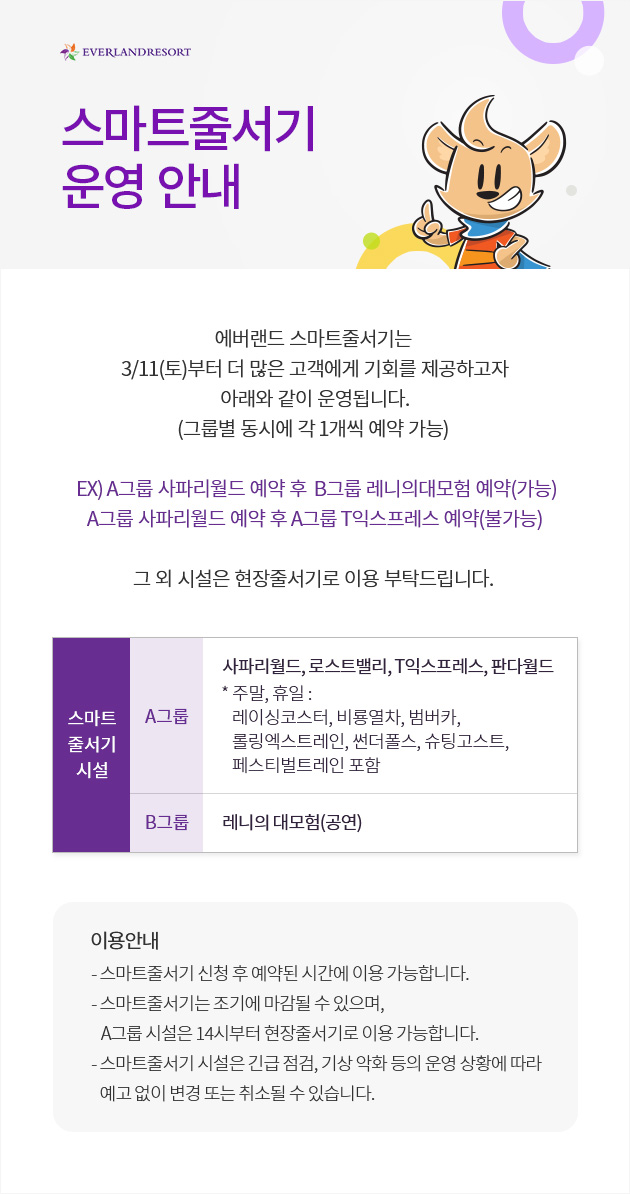 EVERLANDRESORT
스마트줄서기
운영 안내
에버랜드 스마트줄서기는
3/11(토)부터 더 많은 고객에게 기회를 제공하고자
아래와 같이 운영됩니다.
(그룹별 동시에 각 1개씩 예약 가능)
EX) A그룹 사파리월드 예약 후 B그룹 레니의대모험 예약(가능)
A그룹 사파리월드 예약 후 A그룹 T익스프레스 예약(불가능)
그 외 시설은 현장줄서기로 이용 부탁드립니다.
스마트
줄서기
시설
A그룹
사파리월드, 로스트밸리, T익스프레스, 판다월드
* 주말, 휴일 :
레이싱코스터, 비룡열차, 범버카,
롤링엑스트레인, 썬더폴스, 슈팅고스트,
페스티벌트레인 포함
B그룹
레니의 대모험(공연)
이용안내
- 스마트줄서기 신청 후 예약된 시간에 이용 가능합니다.
- 스마트줄서기는 조기에 마감될 수 있으며,
A그룹 시설은 14시부터 현장줄서기로 이용 가능합니다.
- 스마트줄서기 시설은 긴급 점검, 기상 악화 등의 운영 상황에 따라
예고 없이 변경 또는 취소될 수 있습니다.